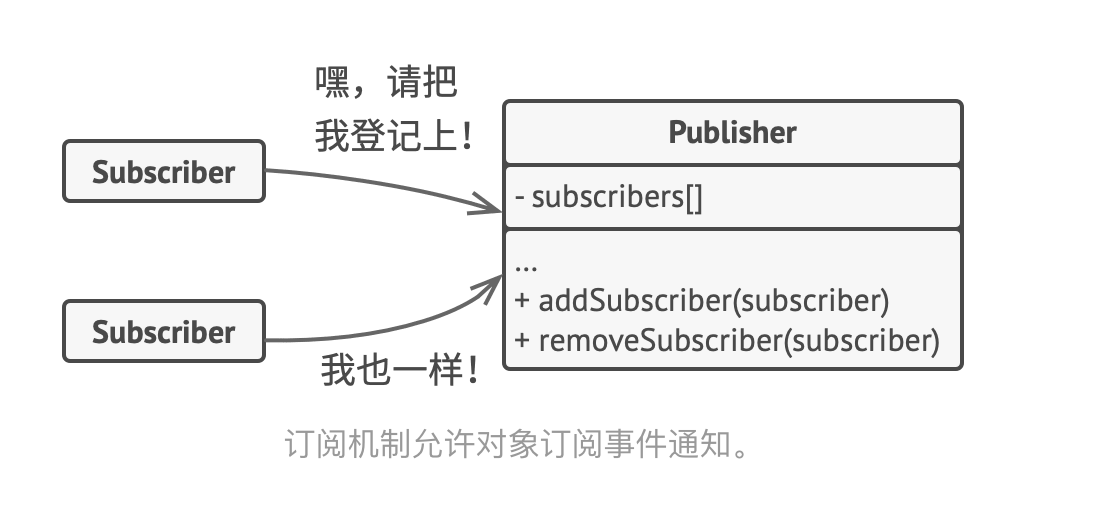 嘿，请把
我登记上！
Subscriber
Publisher
- subscribers[]
...
+ addSubscriber(subscriber)
+ removeSubscriber(subscriber)
Subscriber
我也一样！
订阅机制允许对象订阅事件通知。